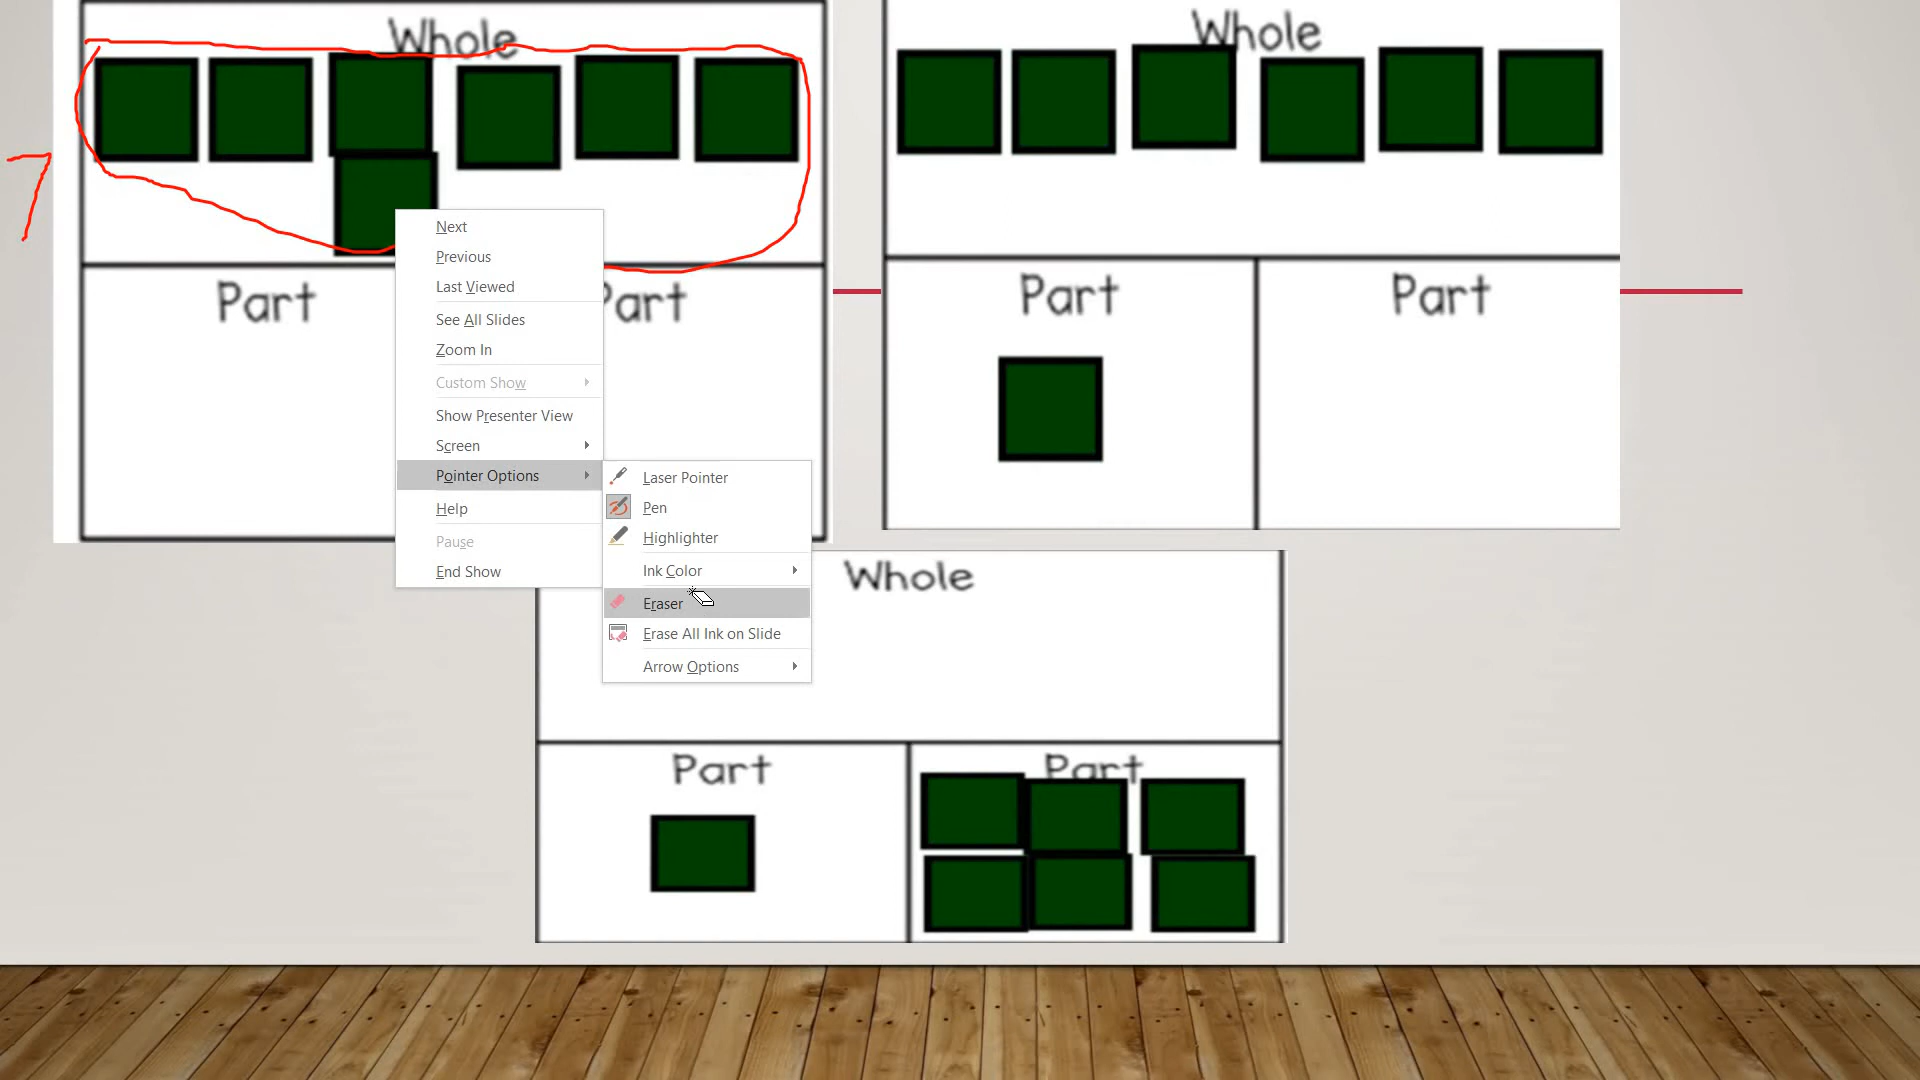 Whole
Whole
7
Part
Part
Part
Part
Next
Previous
Last Viewed
See All Slides
Zoom In
Custom Show
Show Presenter View
Screen
Pointer Options
Help
Pause
End Show
Laser Pointer
Pen
Highlighter
Ink Color
Eraser
Erase All Ink on Slide
Arrow Options
Whole
Part
Part